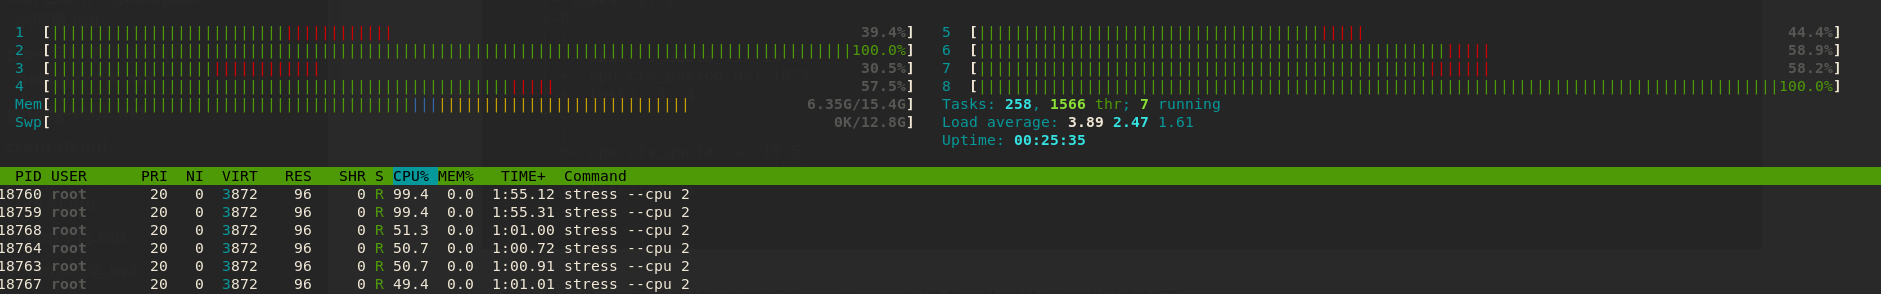 1 [||||||||||||||||||||||||||||||||||||||39.4%] 5 [|||||||||||||||||||||||||||||||||||||||||||44.4%]
2 [|||||||||||||||||||||||||||||||||||||||||||||||||||||||||||||||||||||||||||||||||||||||||100.0%] 6 [|||||||||||||||||||||||||||||||||||||||||||||||||||||||||58.9%]
3 [||||||||||||||||||||||||||||||30.5%] 7 [|||||||||||||||||||||||||||||||||||||||||||||||||||||||||58.2%]
4 [||||||||||||||||||||||||||||||||||||||||||||||||||||||||57.5%] 8 [|||||||||||||||||||||||||||||||||||||||||||||||||||||||||||||||||||||||||||||||||||||||||100.0%]
Mem[|||||||||||||||||||||||||||||||||||||||||||||||||||||||||||||||||||||||6.35G/15.4G] Tasks: 258, 1566 thr; 7 running
Swp[ 0K/12.8G] Load average: 3.89 2.47 1.61
Uptime: 00:25:35
PID USER PRI NI VIRT RES SHR S CPU% MEM% TIME+ Command
18760 root 20 0 3872 96 0 R 99.4 0.0 1:55.12 stress --cpu 2
18759 root 20 0 3872 96 0 R 99.4 0.0 1:55.31 stress --cpu 2
18768 root 20 0 3872 96 0 R 51.3 0.0 1:01.00 stress --cpu 2
18764 root 20 0 3872 96 0 R 50.7 0.0 1:00.72 stress --cpu 2
18763 root 20 0 3872 96 0 R 50.7 0.0 1:00.91 stress --cpu 2
18767 root 20 0 3872 96 0 R 49.4 0.0 1:01.01 stress --cpu 2